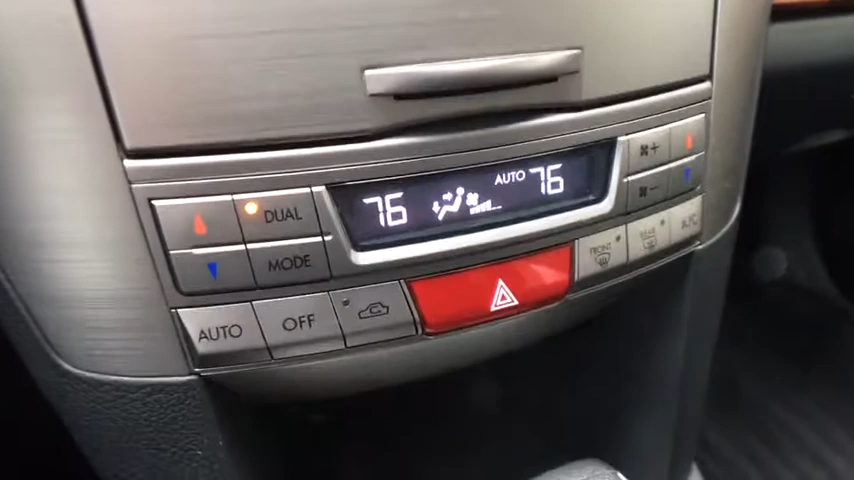 DUAL
76
AUTO
76
MODE
AUTO
OFF
FRONT
REAR
A/C